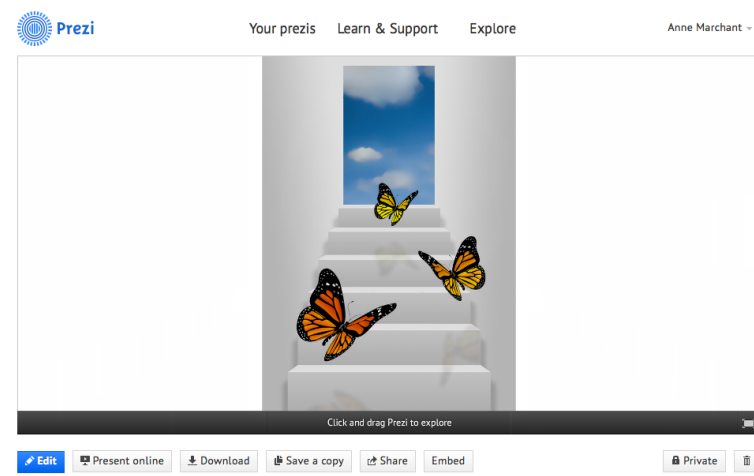 Prezi Your prezis Learn & Support Explore Anne Marchant
Click and drag Prezi to explore
Edit Present online Download Save a copy Share Embed Private